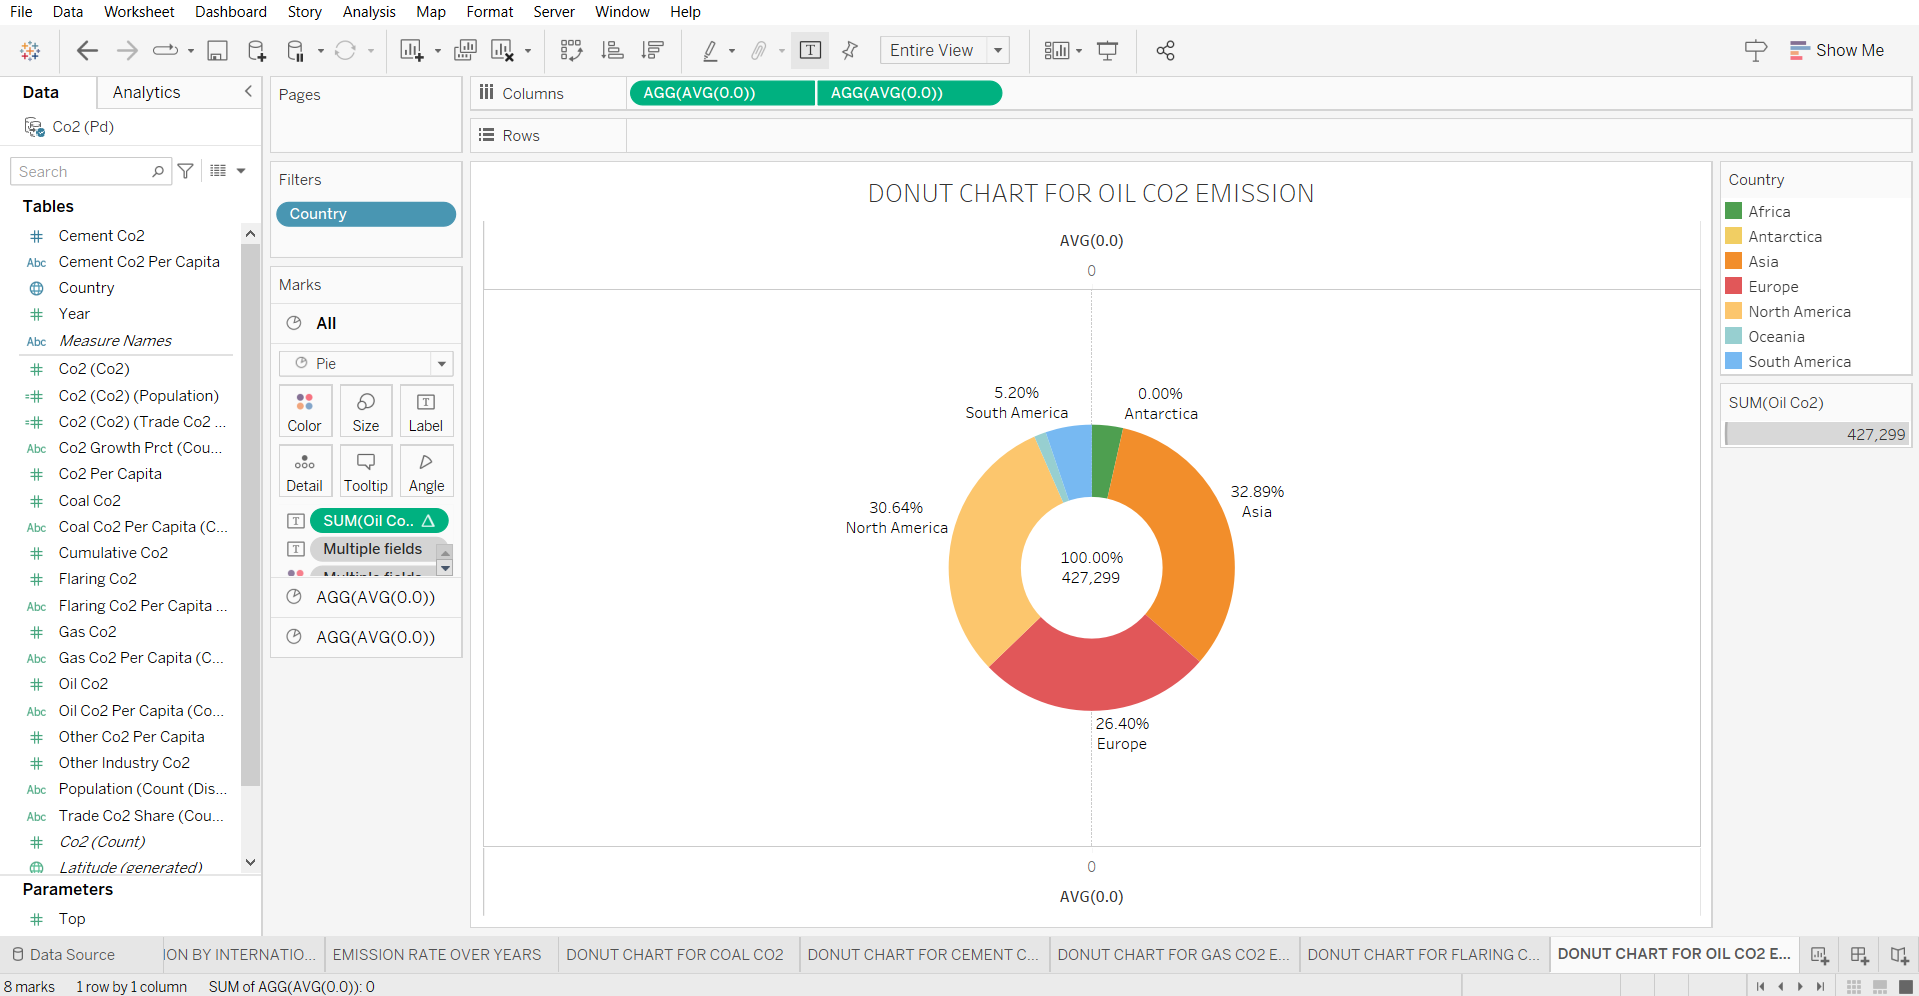 File Data Worksheet Dashboard Story Analysis Map Format Server Window Help
T Entire View Show Me
Data Analytics
Co2 (Pd)
Search
Tables
# Cement Co2
Abc Cement Co2 Per Capita
Country
# Year
Abc Measure Names
# Co2 (Co2)
=# Co2 (Co2) (Population)
=# Co2 (Co2) (Trade Co2 ...
Abc Co2 Growth Prct (Cou...
# Co2 Per Capita
# Coal Co2
Abc Coal Co2 Per Capita (C...
# Cumulative Co2
# Flaring Co2
Abc Flaring Co2 Per Capita ...
# Gas Co2
Abc Gas Co2 Per Capita (C...
# Oil Co2
Abc Oil Co2 Per Capita (Co...
# Other Co2 Per Capita
# Other Industry Co2
Abc Population (Count (Dis...
Abc Trade Co2 Share (Cou...
# Co2 (Count)
Latitude (generated)
Parameters
# Top
Pages
Filters
Country
Marks
All
Pie
Color Size Label
Detail Tooltip Angle
T SUM(Oil Co.. Δ
T Multiple fields
Multiple fields
AGG(AVG(0.0))
AGG(AVG(0.0))
Columns AGG(AVG(0.0)) AGG(AVG(0.0))
Rows
DONUT CHART FOR OIL CO2 EMISSION
AVG(0.0)
0
5.20%
South America
0.00%
Antarctica
32.89%
Asia
30.64%
North America
100.00%
427,299
26.40%
Europe
0
AVG(0.0)
Country
Africa
Antarctica
Asia
Europe
North America
Oceania
South America
SUM(Oil Co2)
427,299
Data Source ION BY INTERNATIO... EMISSION RATE OVER YEARS DONUT CHART FOR COAL CO2 DONUT CHART FOR CEMENT C... DONUT CHART FOR GAS CO2 E... DONUT CHART FOR FLARING C... DONUT CHART FOR OIL CO2 E...
8 marks 1 row by 1 column SUM of AGG(AVG(0.0)): 0